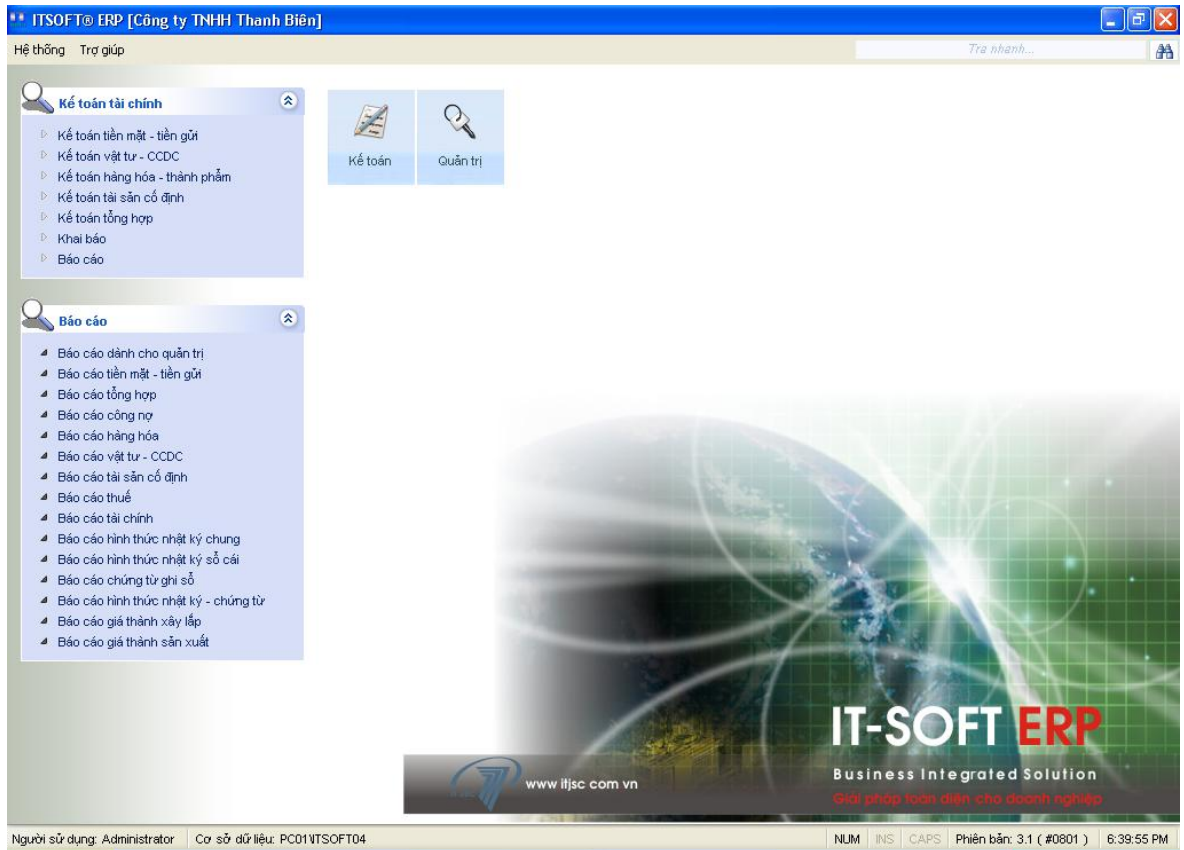 ITSOFT® ERP [Công ty TNHH Thanh Biên]
Hệ thống Trợ giúp Tra nhanh...
Kế toán tài chính
Kế toán tiền mặt - tiền gửi
Kế toán vật tư - CCDC
Kế toán hàng hóa - thành phẩm
Kế toán tài sản cố định
Kế toán tổng hợp
Khai báo
Báo cáo
Kế toán Quản trị
Báo cáo
Báo cáo dành cho quản trị
Báo cáo tiền mặt - tiền gửi
Báo cáo tổng hợp
Báo cáo công nợ
Báo cáo hàng hóa
Báo cáo vật tư - CCDC
Báo cáo tài sản cố định
Báo cáo thuế
Báo cáo tài chính
Báo cáo hình thức nhật ký chung
Báo cáo hình thức nhật ký sổ cái
Báo cáo chứng từ ghi sổ
Báo cáo hình thức nhật ký - chứng từ
Báo cáo giá thành xây lắp
Báo cáo giá thành sản xuất
IT-SOFT ERP
Business Integrated Solution
Giải pháp toàn diện cho doanh nghiệp
www itjsc com vn
Người sử dụng: Administrator Cơ sở dữ liệu: PC01\ITSOFT04 NUM INS CAPS Phiên bản: 3.1 ( #0801 ) 6:39:55 PM